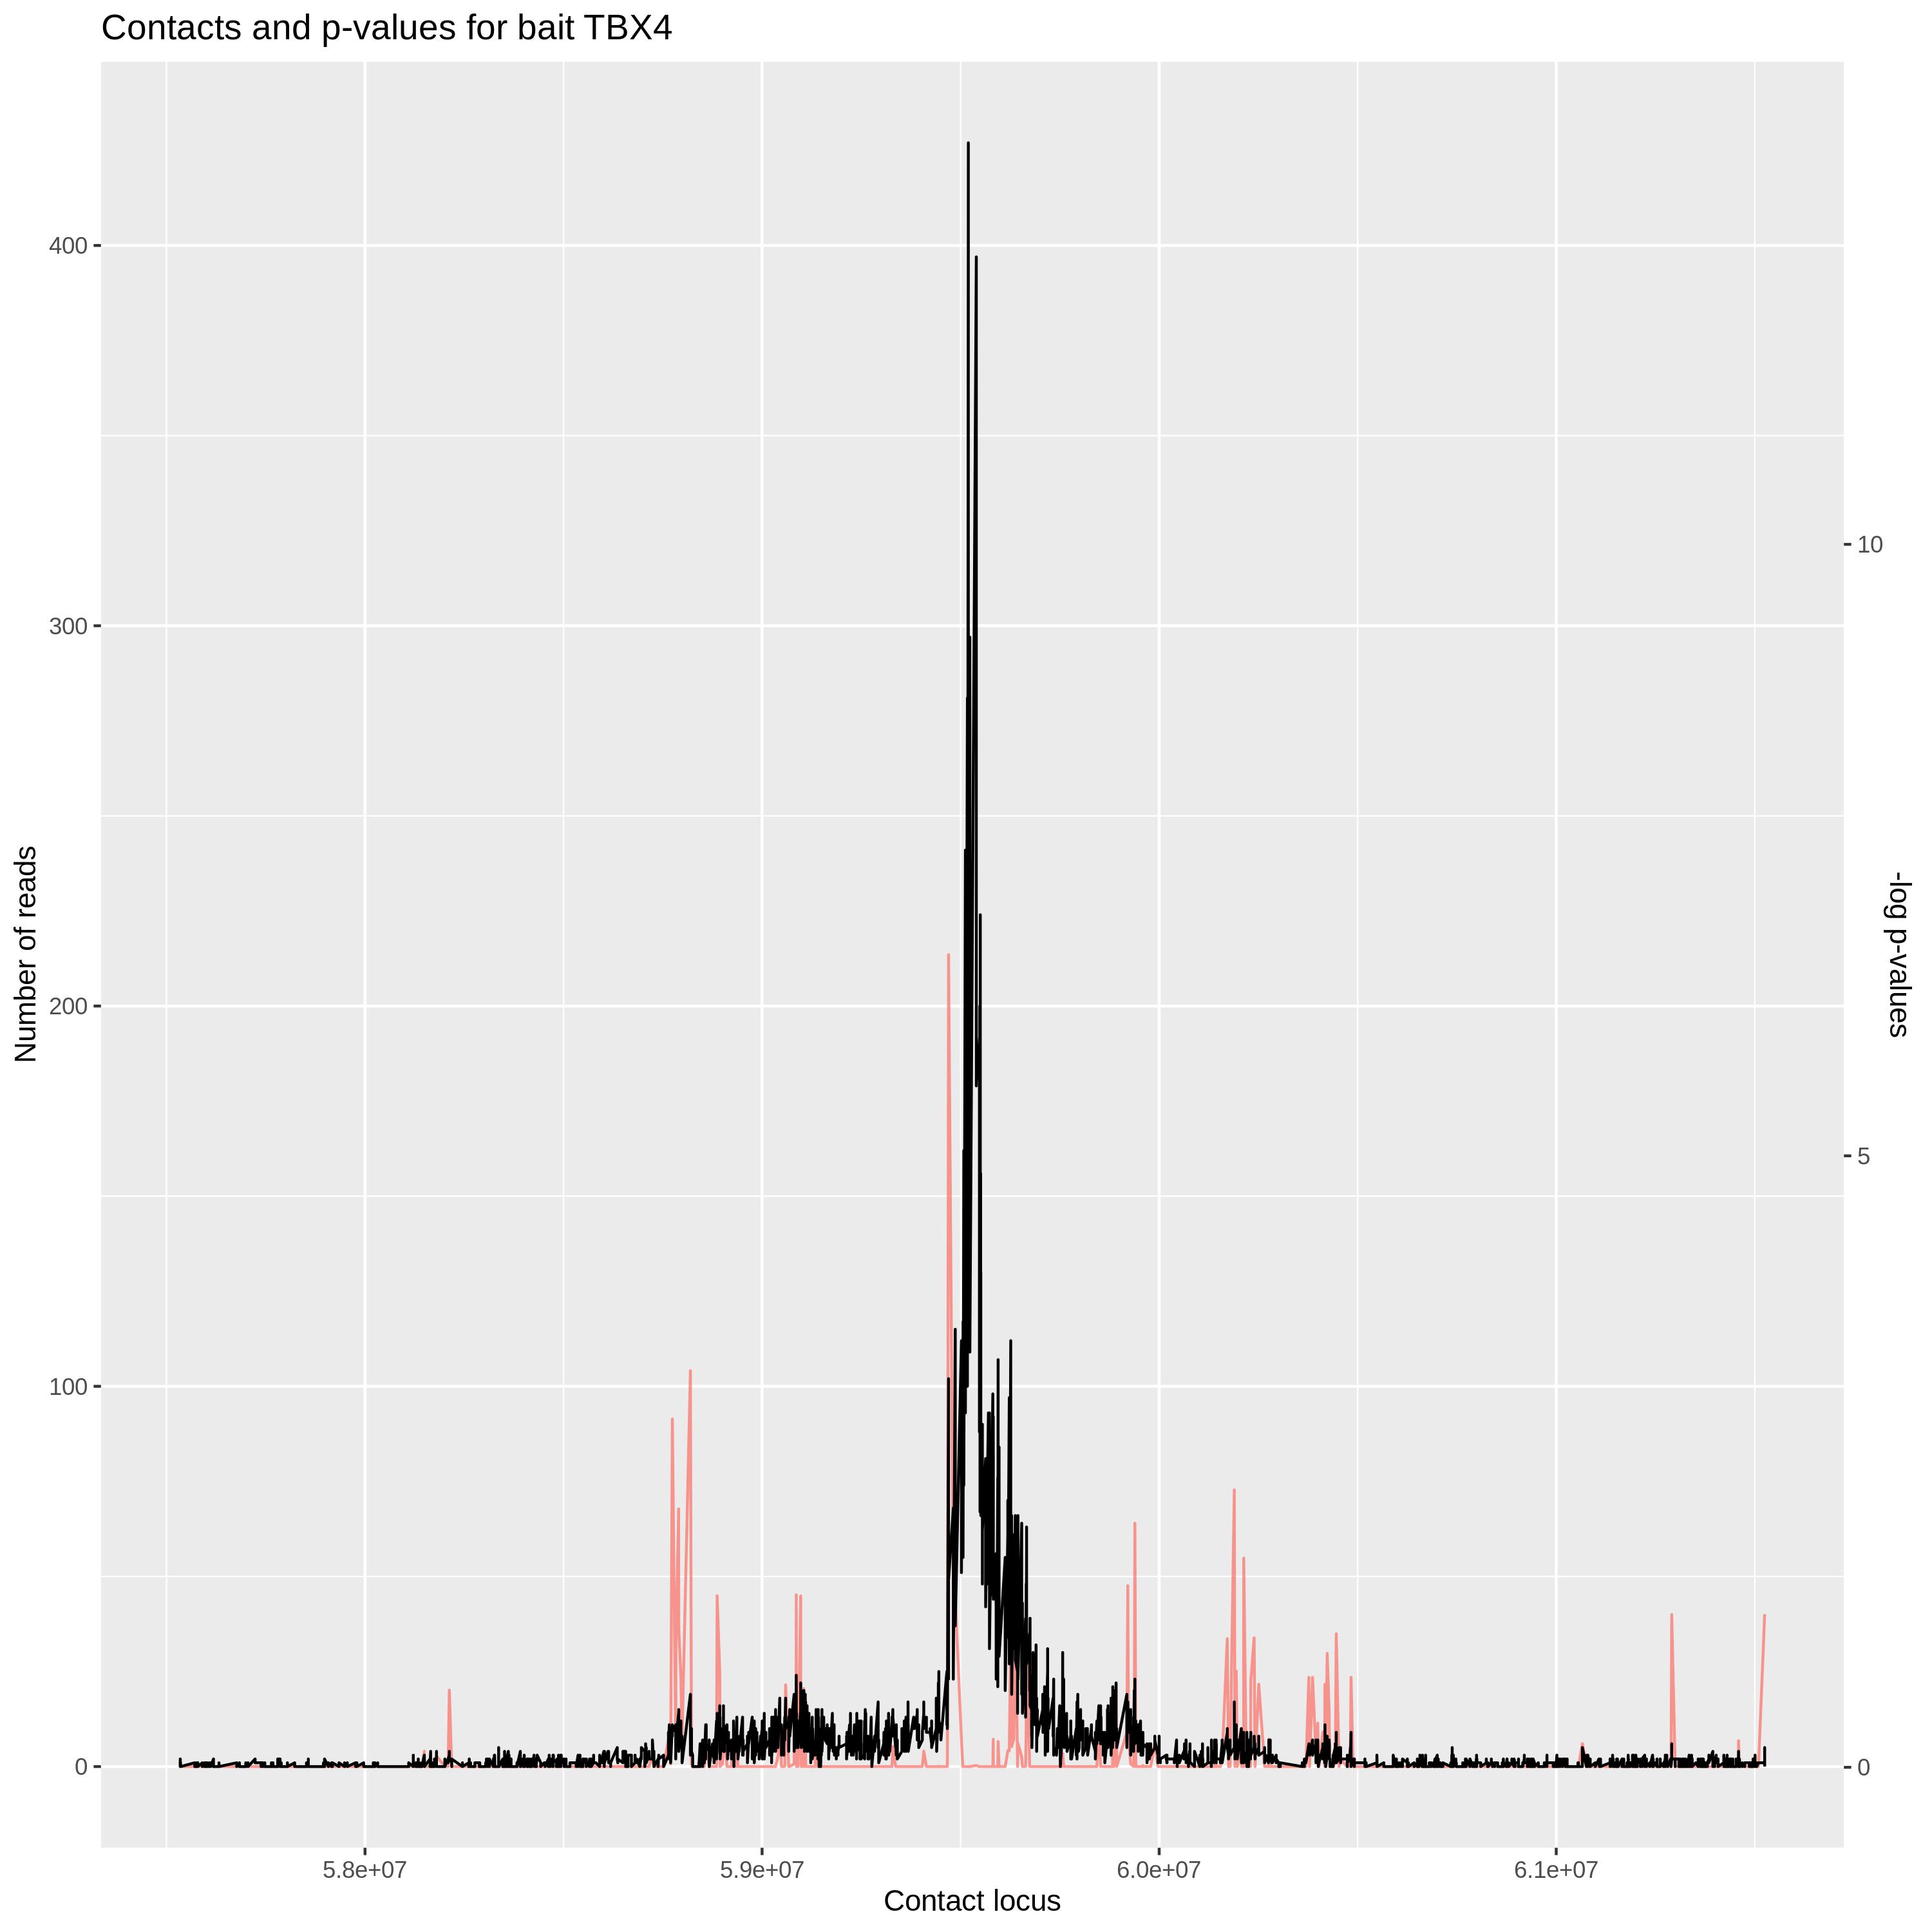 Contacts and p-values for bait TBX4
400
300
200
100
0
Number of reads
10
5
0
-log p-values
5.8e+07
5.9e+07
6.0e+07
6.1e+07
Contact locus